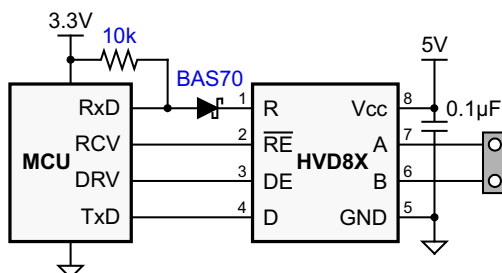 3.3V
10k
5V
BAS70
0.1µF
MCU
RxD
RCV
DRV
TxD
1
2
3
4
HVD8X
R
RE
DE
D
Vcc
A
B
GND
8
7
6
5